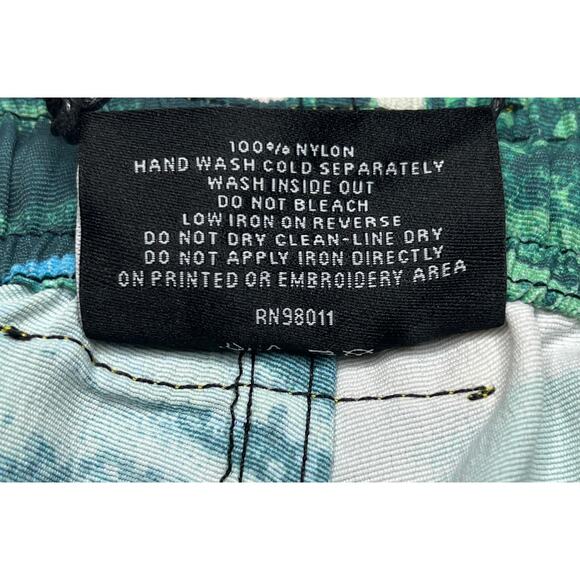 100% NYLON
HAND WASH COLD SEPARATELY
WASH INSIDE OUT
DO NOT BLEACH
LOW IRON ON REVERSE
DO NOT DRY CLEAN-LINE DRY
DO NOT APPLY IRON DIRECTLY
ON PRINTED OR EMBROIDERY AREA
RN98011